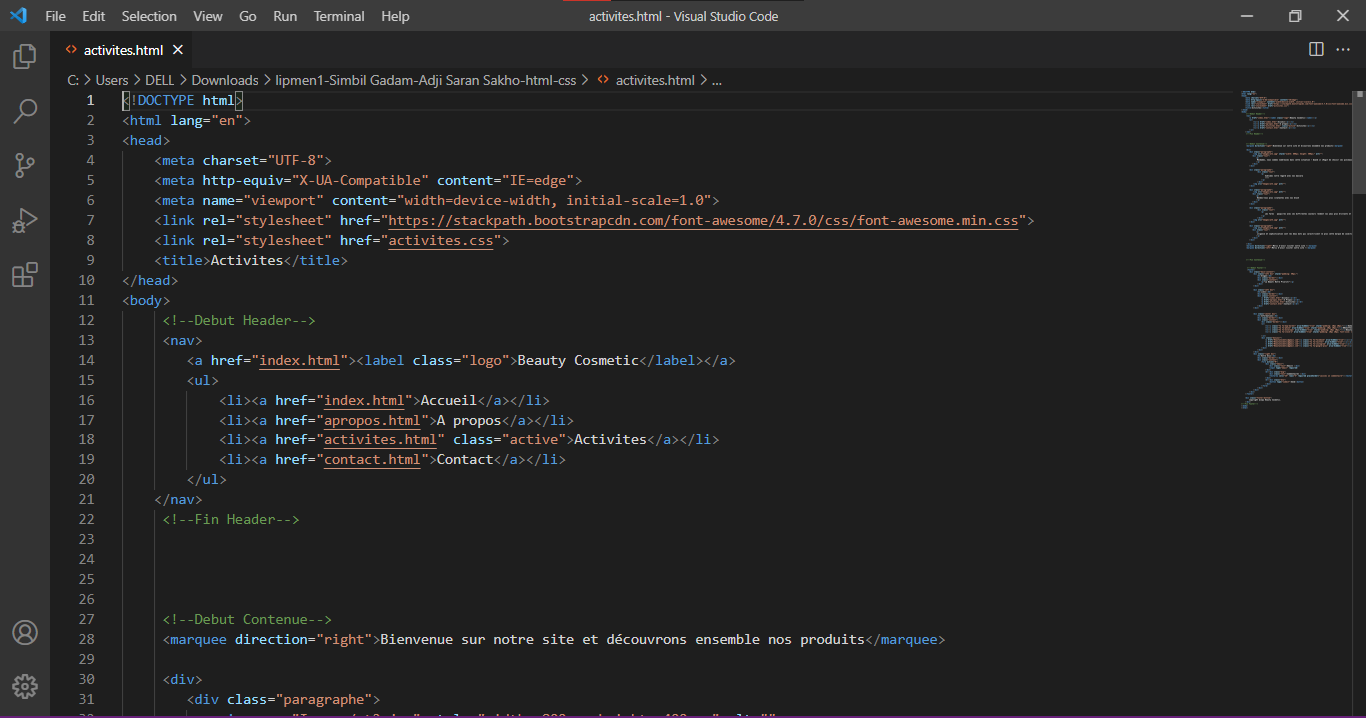 File Edit Selection View Go Run Terminal Help activites.html - Visual Studio Code
activites.html
C: > Users > DELL > Downloads > lipmen1-Simbil Gadam-Adji Saran Sakho-html-css > activites.html > ...
1 <!DOCTYPE html>
2 <html lang="en">
3 <head>
4 <meta charset="UTF-8">
5 <meta http-equiv="X-UA-Compatible" content="IE=edge">
6 <meta name="viewport" content="width=device-width, initial-scale=1.0">
7 <link rel="stylesheet" href="https://stackpath.bootstrapcdn.com/font-awesome/4.7.0/css/font-awesome.min.css">
8 <link rel="stylesheet" href="activites.css">
9 <title>Activites</title>
10 </head>
11 <body>
12 <!--Debut Header-->
13 <nav>
14 <a href="index.html"><label class="logo">Beauty Cosmetic</label></a>
15 <ul>
16 <li><a href="index.html">Accueil</a></li>
17 <li><a href="apropos.html">A propos</a></li>
18 <li><a href="activites.html" class="active">Activites</a></li>
19 <li><a href="contact.html">Contact</a></li>
20 </ul>
21 </nav>
22 <!--Fin Header-->
23
24
25
26
27 <!--Debut Contenue-->
28 <marquee direction="right">Bienvenue sur notre site et découvrons ensemble nos produits</marquee>
29
30 <div>
31 <div class="paragraphe">